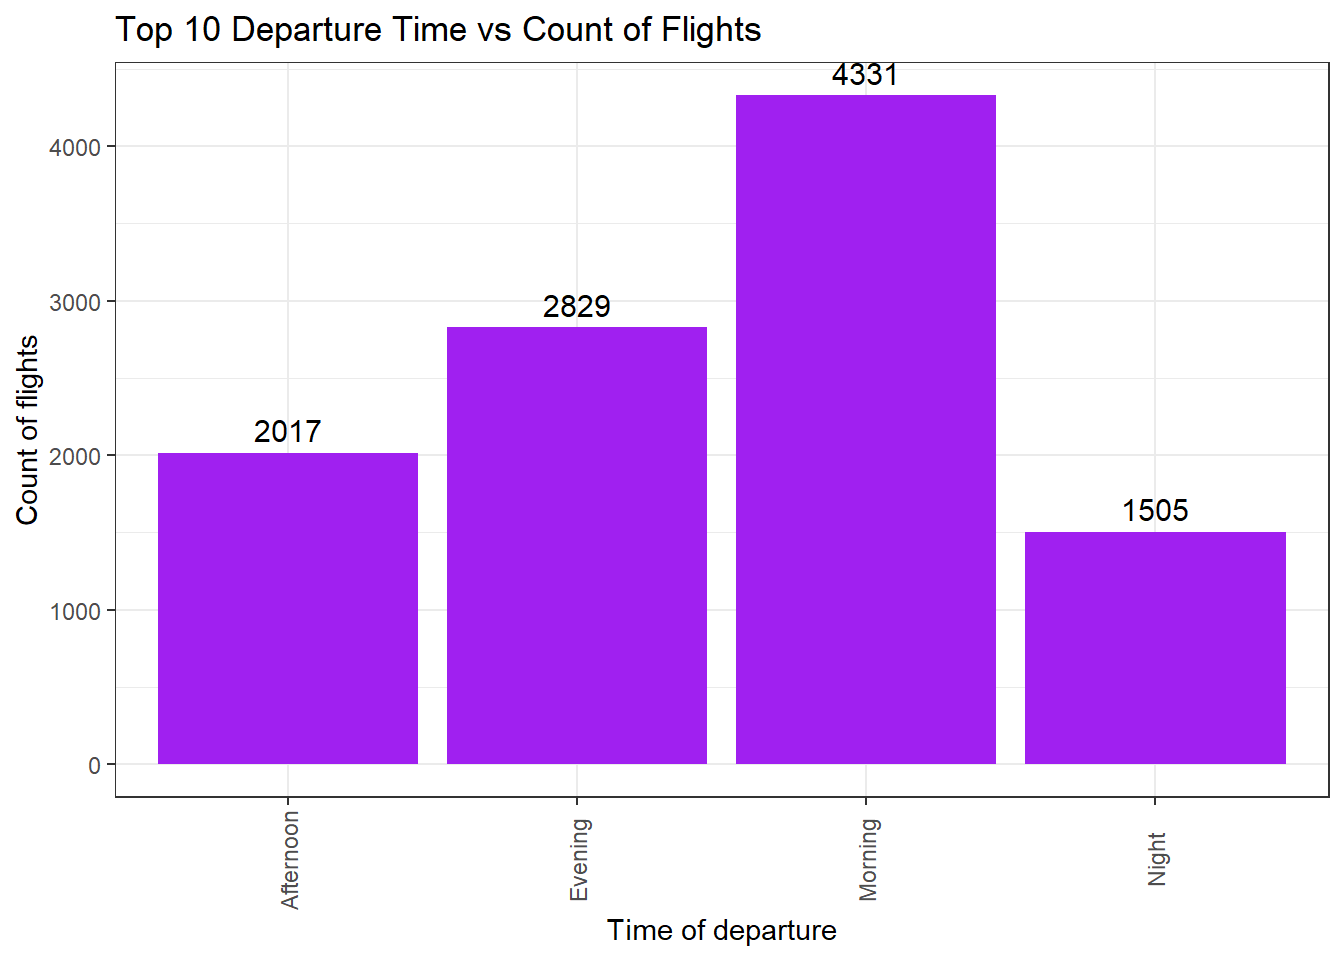 Top 10 Departure Time vs Count of Flights
4331
4000
3000
2829
2017
2000
1505
1000
0
Count of flights
Afternoon
Evening
Morning
Night
Time of departure